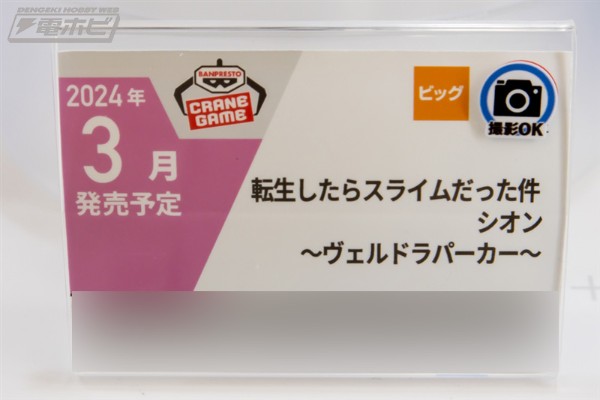 DENGEKI HOBBY WEB
電ホビ
2024年
3月
発売予定
BANPRESTO
CRANE
GAME
ビッグ
撮影OK
転生したらスライムだった件
シオン
～ヴェルドラパーカー～